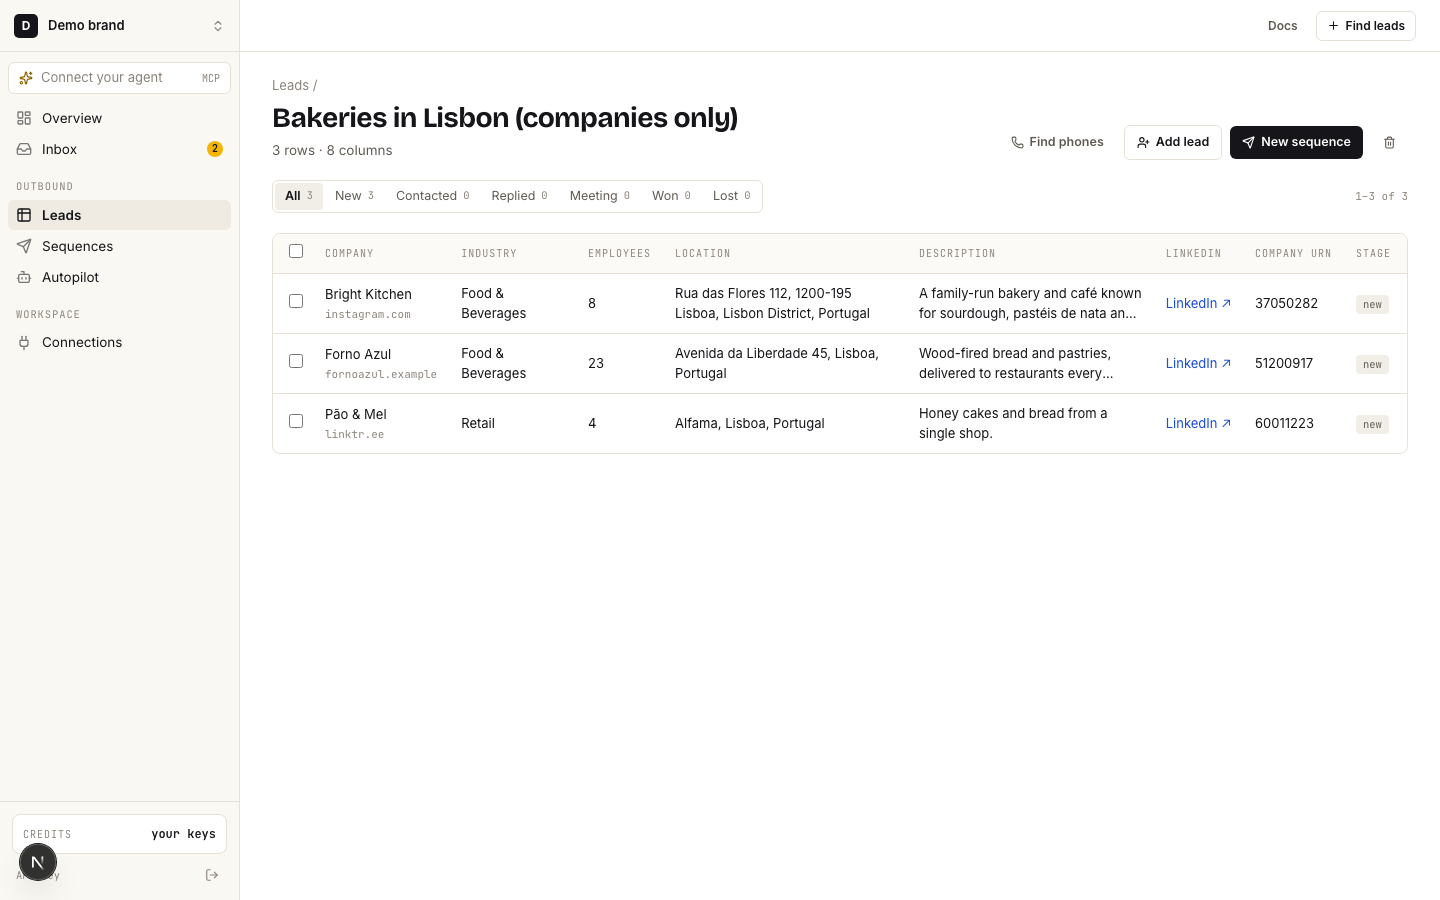 D Demo brand
Docs
Find leads
Connect your agent MCP
Overview
Inbox 2
OUTBOUND
Leads
Sequences
Autopilot
WORKSPACE
Connections
Leads /
Bakeries in Lisbon (companies only)
3 rows · 8 columns
Find phones
Add lead
New sequence
All 3 New 3 Contacted 0 Replied 0 Meeting 0 Won 0 Lost 0
1–3 of 3
COMPANY INDUSTRY EMPLOYEES LOCATION DESCRIPTION LINKEDIN COMPANY URN STAGE
Bright Kitchen
instagram.com
Food &
Beverages
8
Rua das Flores 112, 1200-195
Lisboa, Lisbon District, Portugal
A family-run bakery and café known
for sourdough, pastéis de nata an...
LinkedIn ↗
37050282
new
Forno Azul
fornoazul.example
Food &
Beverages
23
Avenida da Liberdade 45, Lisboa,
Portugal
Wood-fired bread and pastries,
delivered to restaurants every...
LinkedIn ↗
51200917
new
Pão & Mel
linktr.ee
Retail
4
Alfama, Lisboa, Portugal
Honey cakes and bread from a
single shop.
LinkedIn ↗
60011223
new
CREDITS your keys
N